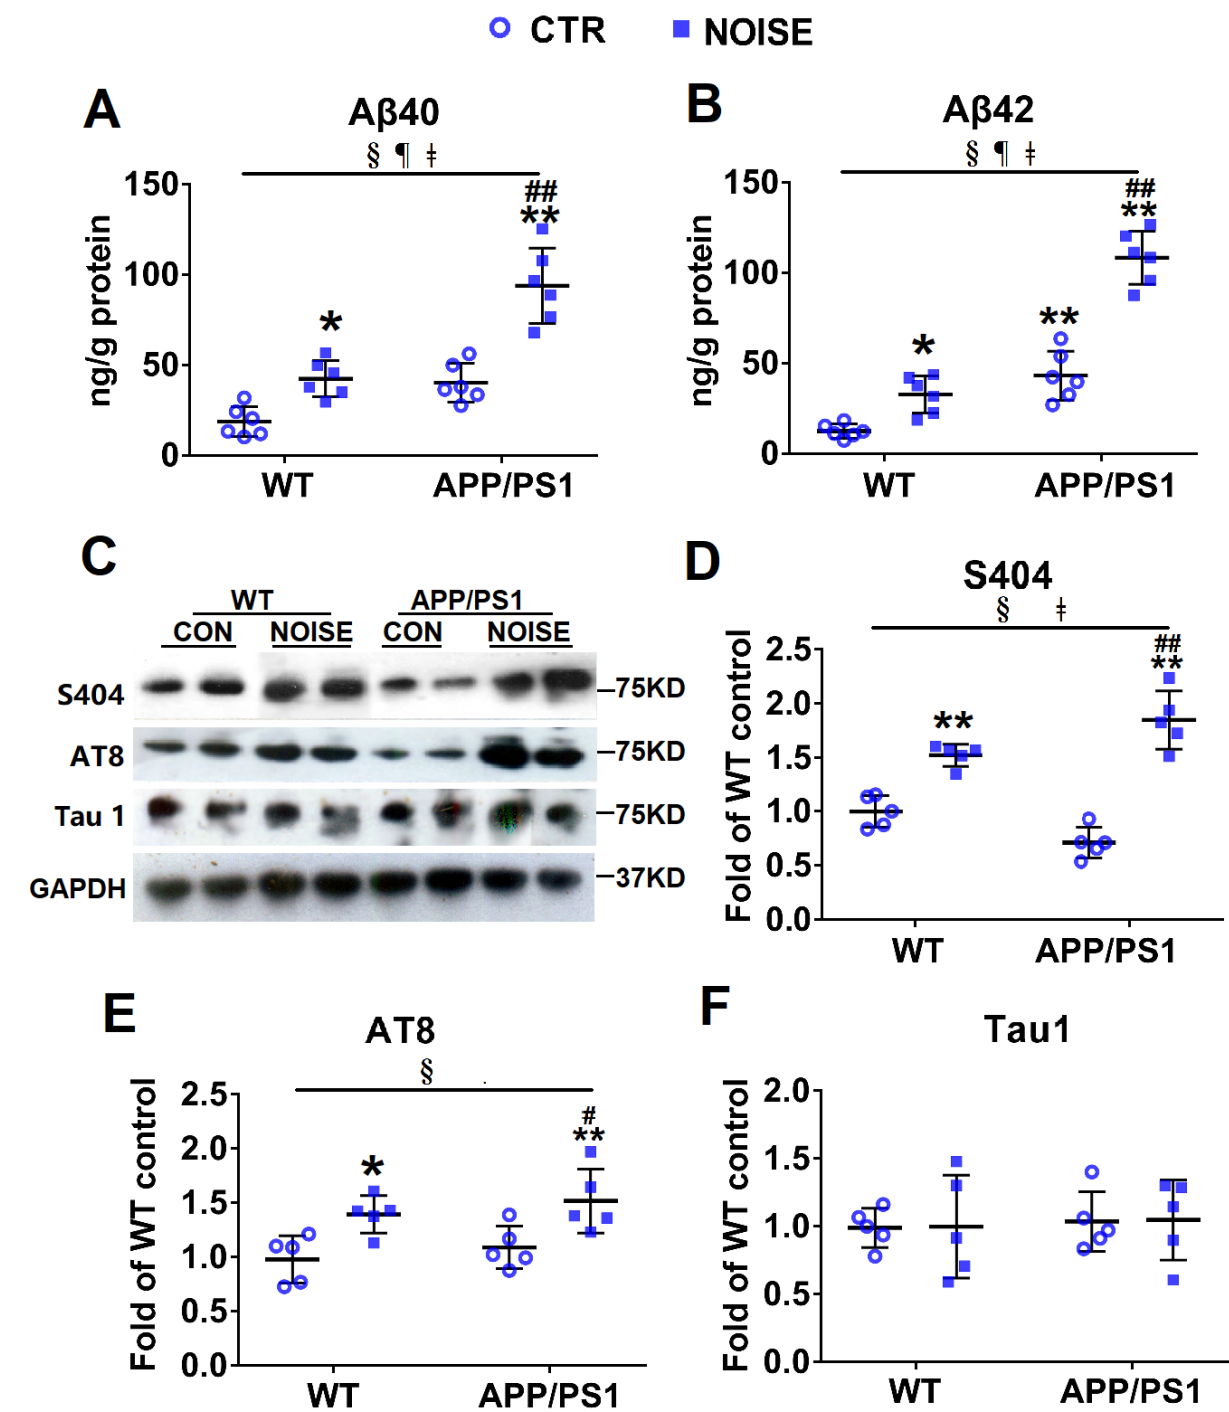 CTR NOISE
A Aβ40
§ ¶ ‡
ng/g protein
150
100
50
0
*
##
**
WT APP/PS1
B Aβ42
§ ¶ ‡
ng/g protein
150
100
50
0
*
**
##
**
WT APP/PS1
C
WT APP/PS1
CON NOISE CON NOISE
S404 75KD
AT8 75KD
Tau 1 75KD
GAPDH 37KD
D S404
§ ‡
Fold of WT control
2.5
2.0
1.5
1.0
0.5
0.0
**
##
**
WT APP/PS1
E AT8
§
Fold of WT control
2.5
2.0
1.5
1.0
0.5
0.0
*
#
**
WT APP/PS1
F Tau1
Fold of WT control
2.0
1.5
1.0
0.5
0.0
WT APP/PS1